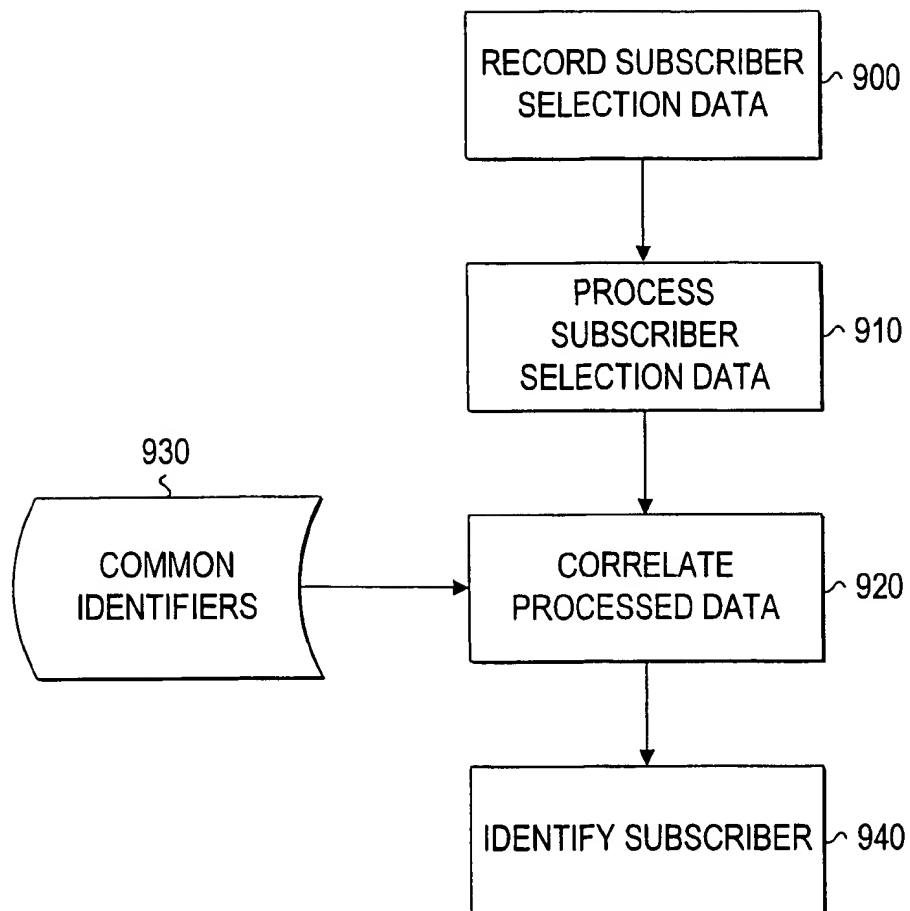 RECORD SUBSCRIBER
SELECTION DATA
900
PROCESS
SUBSCRIBER
SELECTION DATA
910
930
COMMON
IDENTIFIERS
CORRELATE
PROCESSED DATA
920
IDENTIFY SUBSCRIBER
940